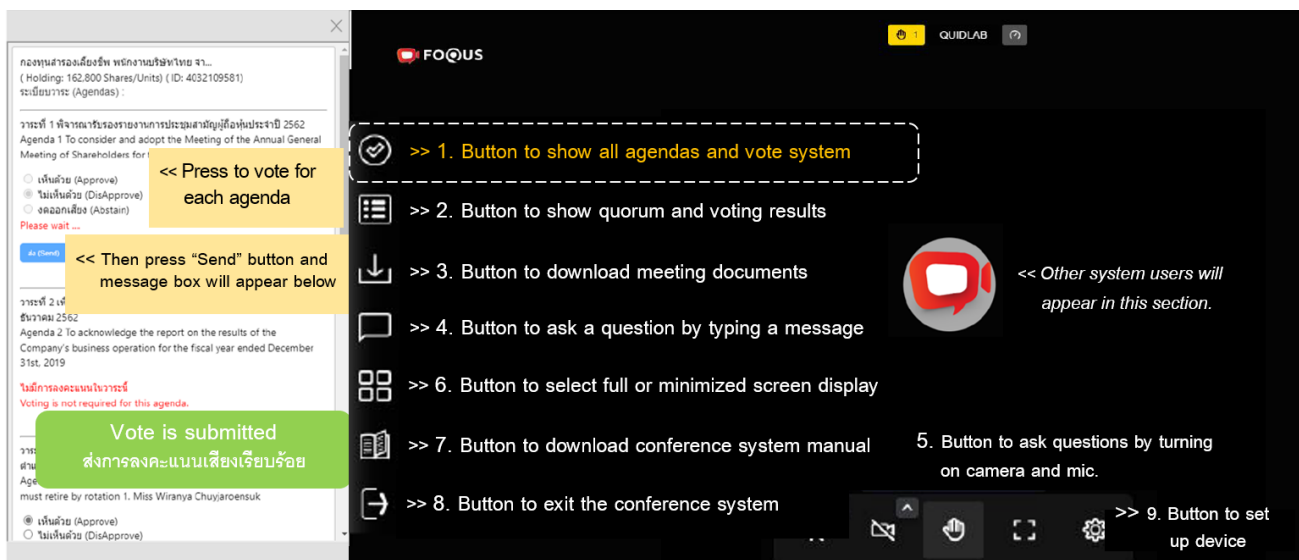 กองทุนสำรองเลี้ยงชีพ พนักงานบริษัทไทย จา...
( Holding: 162,800 Shares/Units) ( ID: 4032109581)
ระเบียบวาระ (Agendas) :
วาระที่ 1 พิจารณารับรองรายงานการประชุมสามัญผู้ถือหุ้นประจำปี 2562
Agenda 1 To consider and adopt the Meeting of the Annual General
Meeting of Shareholders for
เห็นด้วย (Approve)
ไม่เห็นด้วย (DisApprove)
งดออกเสียง (Abstain)
Please wait ....
<< Press to vote for
each agenda
ส่ง (Send)
<< Then press “Send” button and
message box will appear below
วาระที่ 2
ธันวาคม 2562
Agenda 2 To acknowledge the report on the results of the
Company's business operation for the fiscal year ended December
31st, 2019
ไม่มีการลงคะแนนในวาระนี้
Voting is not required for this agenda.
Vote is submitted
ส่งการลงคะแนนเสียงเรียบร้อย
must retire by rotation 1. Miss Wiranya Chuyjaroensuk
เห็นด้วย (Approve)
ไม่เห็นด้วย (DisApprove)
FOQUS
1 QUIDLAB
>> 1. Button to show all agendas and vote system
>> 2. Button to show quorum and voting results
>> 3. Button to download meeting documents
>> 4. Button to ask a question by typing a message
>> 6. Button to select full or minimized screen display
>> 7. Button to download conference system manual
>> 8. Button to exit the conference system
<< Other system users will
appear in this section.
5. Button to ask questions by turning
on camera and mic.
>> 9. Button to set
up device